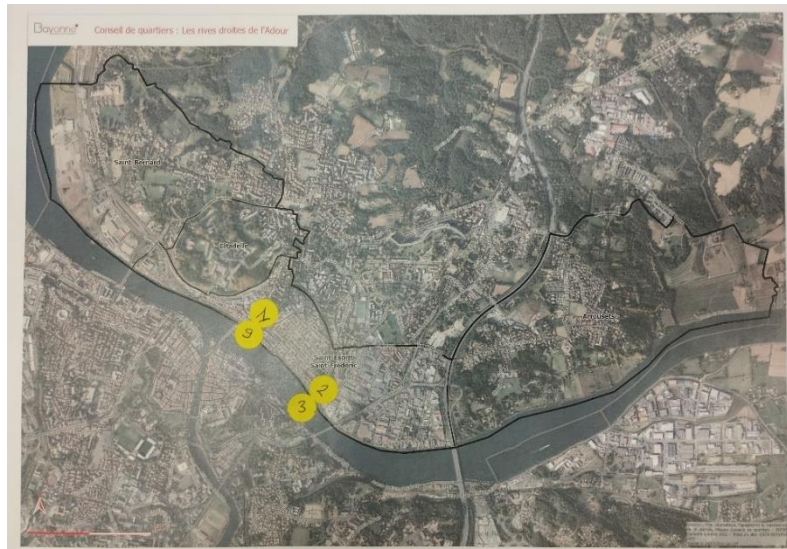 Bayonne
Conseil de quartiers : Les rives droites de l'Adour
Saint Bernard
Citadelle
Arrousets
1
9
Saint Esprit
Saint Frédéric
2
3